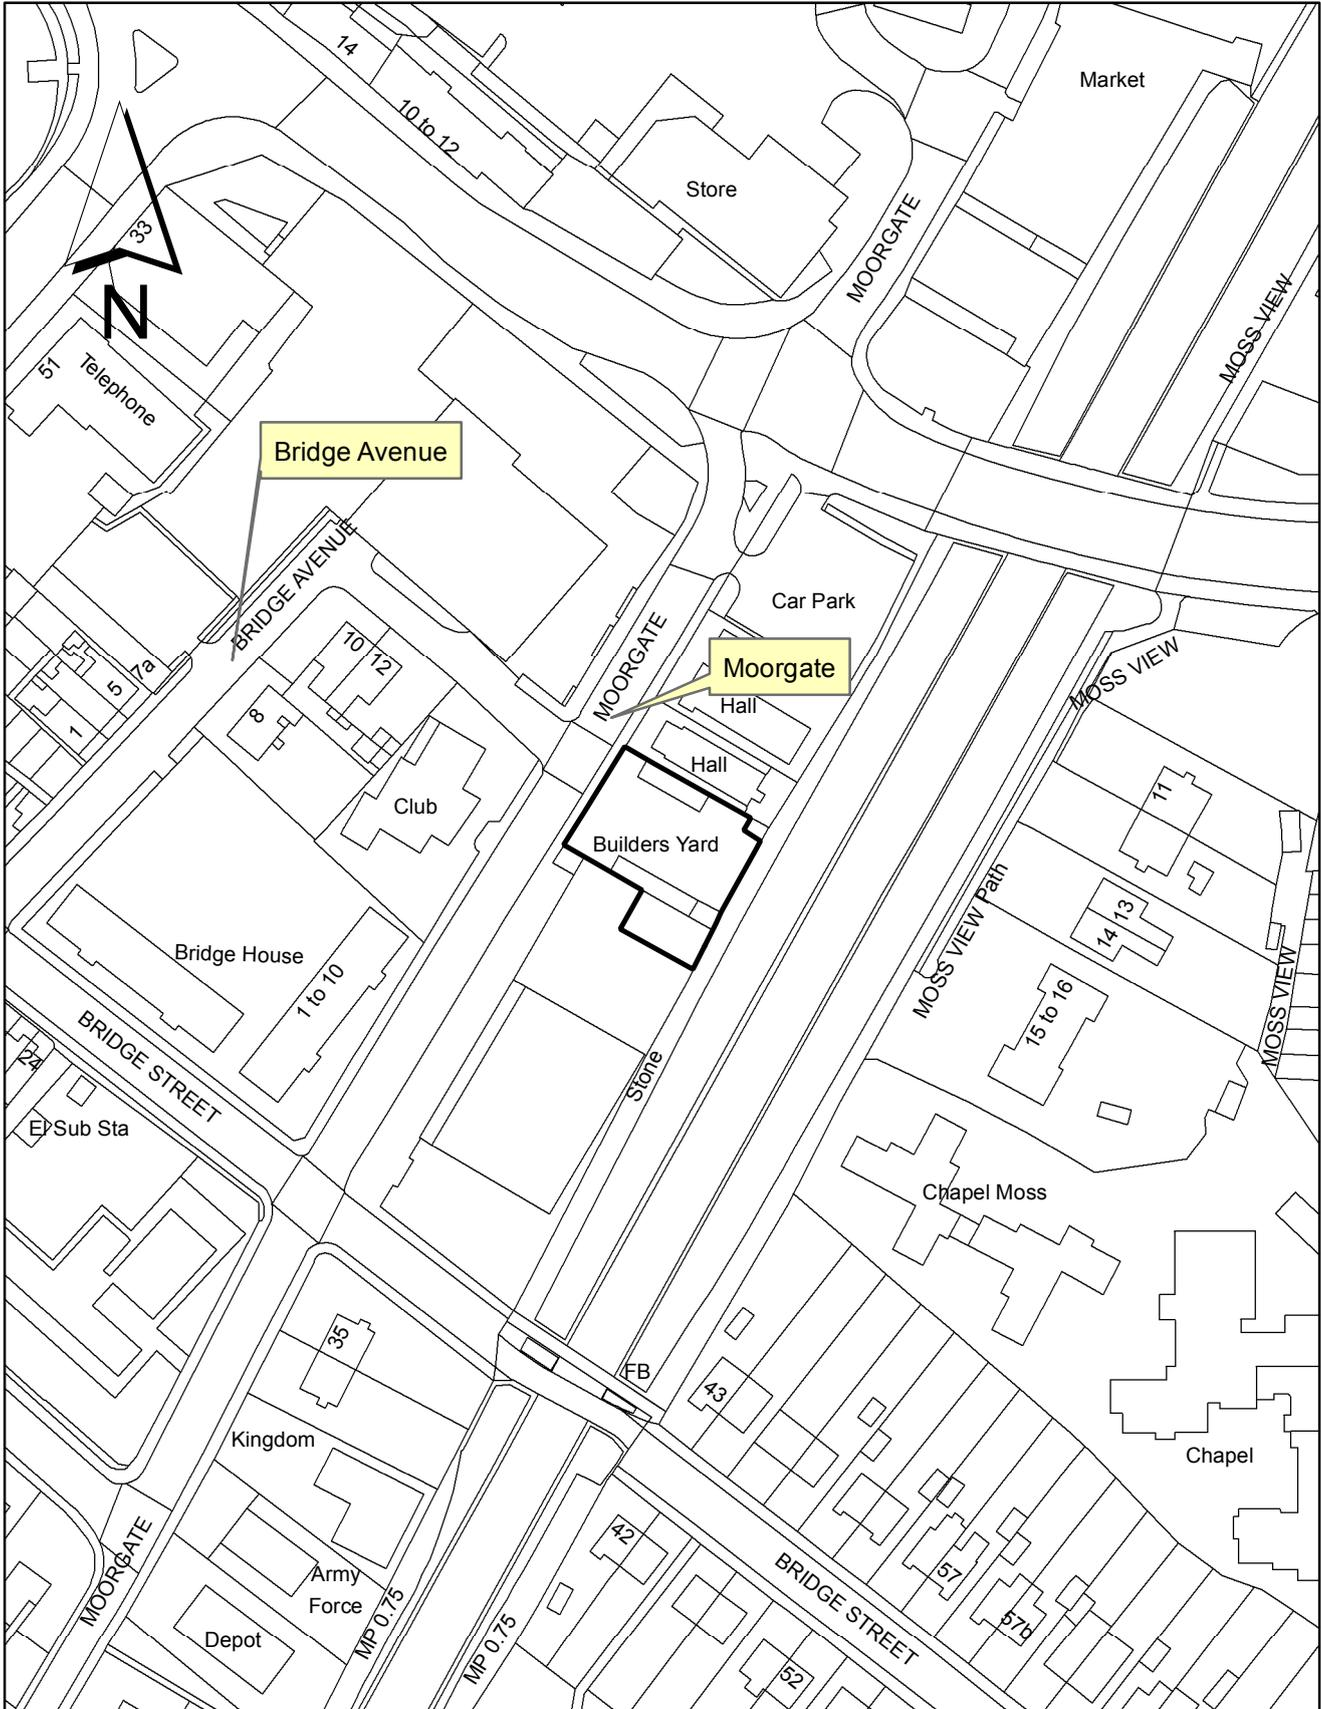 14
10 to 12
Market
Store
33
MOORGATE
N
MOSS VIEW
51
Telephone
Bridge Avenue
BRIDGE AVENUE
Car Park
MOORGATE
Moorgate
Hall
10 12
7a
5
1
8
MOSS VIEW
Hall
Club
Builders Yard
11
MOSS VIEW Path
13
14
Bridge House
1 to 10
15 to 16
MOSS VIEW
BRIDGE STREET
24
El Sub Sta
Stone
Chapel Moss
35
FB
43
Kingdom
Chapel
MOORGATE
42
57
Army
Force
BRIDGE STREET
57b
MP 0.75
MP 0.75
Depot
52